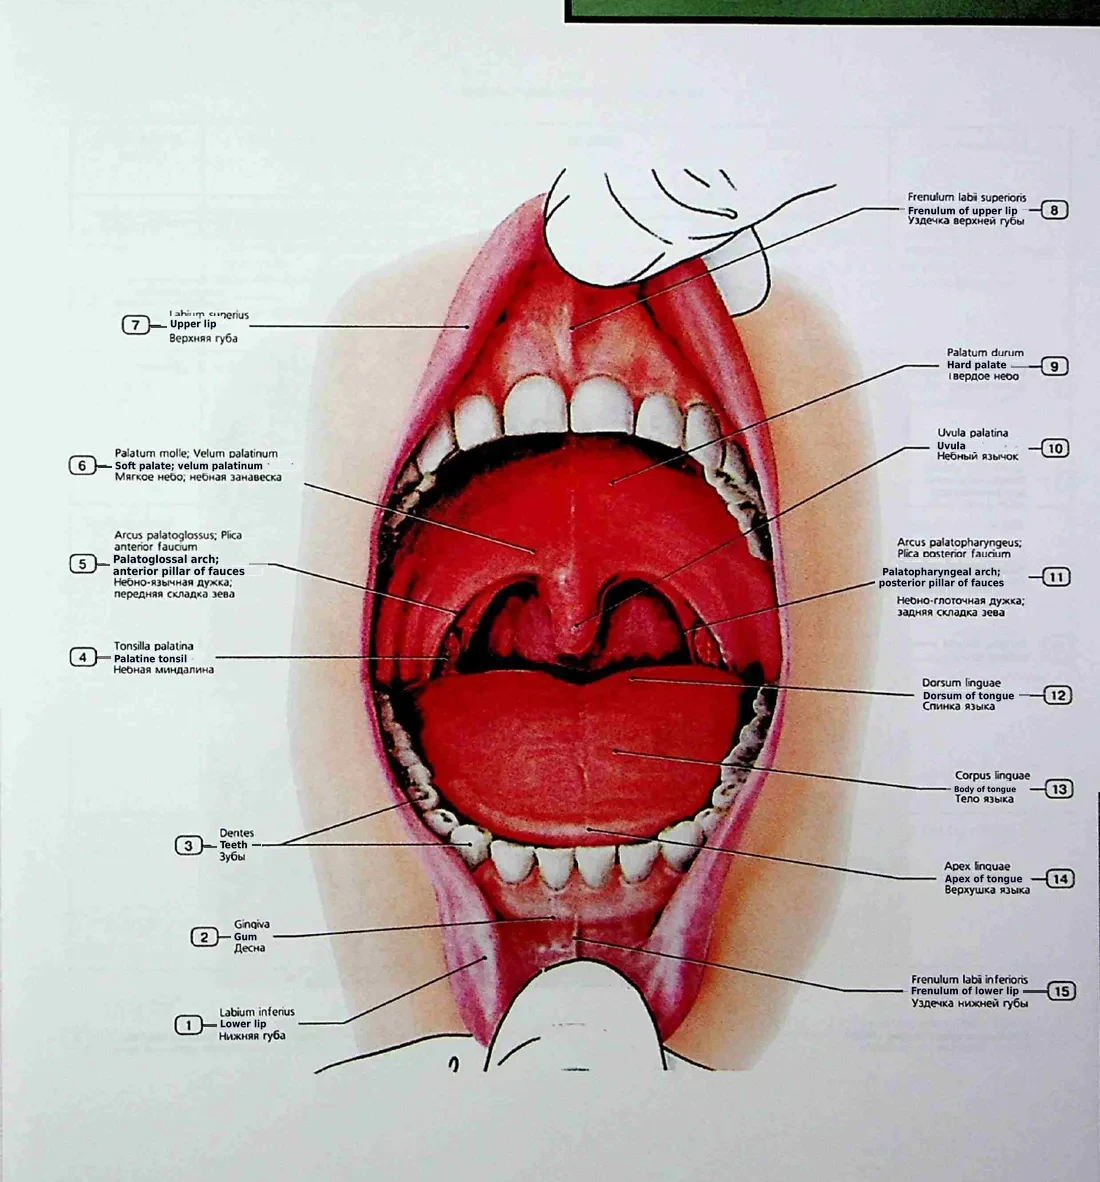 Frenulum labii superioris
Frenulum of upper lip
Уздечка верхней губы
8
Labium superius
7
Upper lip
Верхняя губа
Palatum durum
Hard palate
Твердое небо
9
Uvula palatina
Uvula
Небный язычок
10
Palatum molle; Velum palatinum
6
Soft palate; velum palatinum
Мягкое небо; небная занавеска
Arcus palatoglossus; Plica
anterior faucium
5
Palatoglossal arch;
anterior pillar of fauces
Небно-язычная дужка;
передняя складка зева
Arcus palatopharyngeus;
Plica posterior faucium
Palatopharyngeal arch;
posterior pillar of fauces
11
Небно-глоточная дужка;
задняя складка зева
Tonsilla palatina
4
Palatine tonsil
Небная миндалина
Dorsum linguae
Dorsum of tongue
12
Спинка языка
Corpus linguae
Body of tongue
13
Тело языка
Dentes
3
Teeth
Зубы
Apex linguae
Apex of tongue
14
Верхушка языка
Gingiva
2
Gum
Десна
Frenulum labii inferioris
Frenulum of lower lip
15
Уздечка нижней губы
Labium inferius
1
Lower lip
Нижняя губа